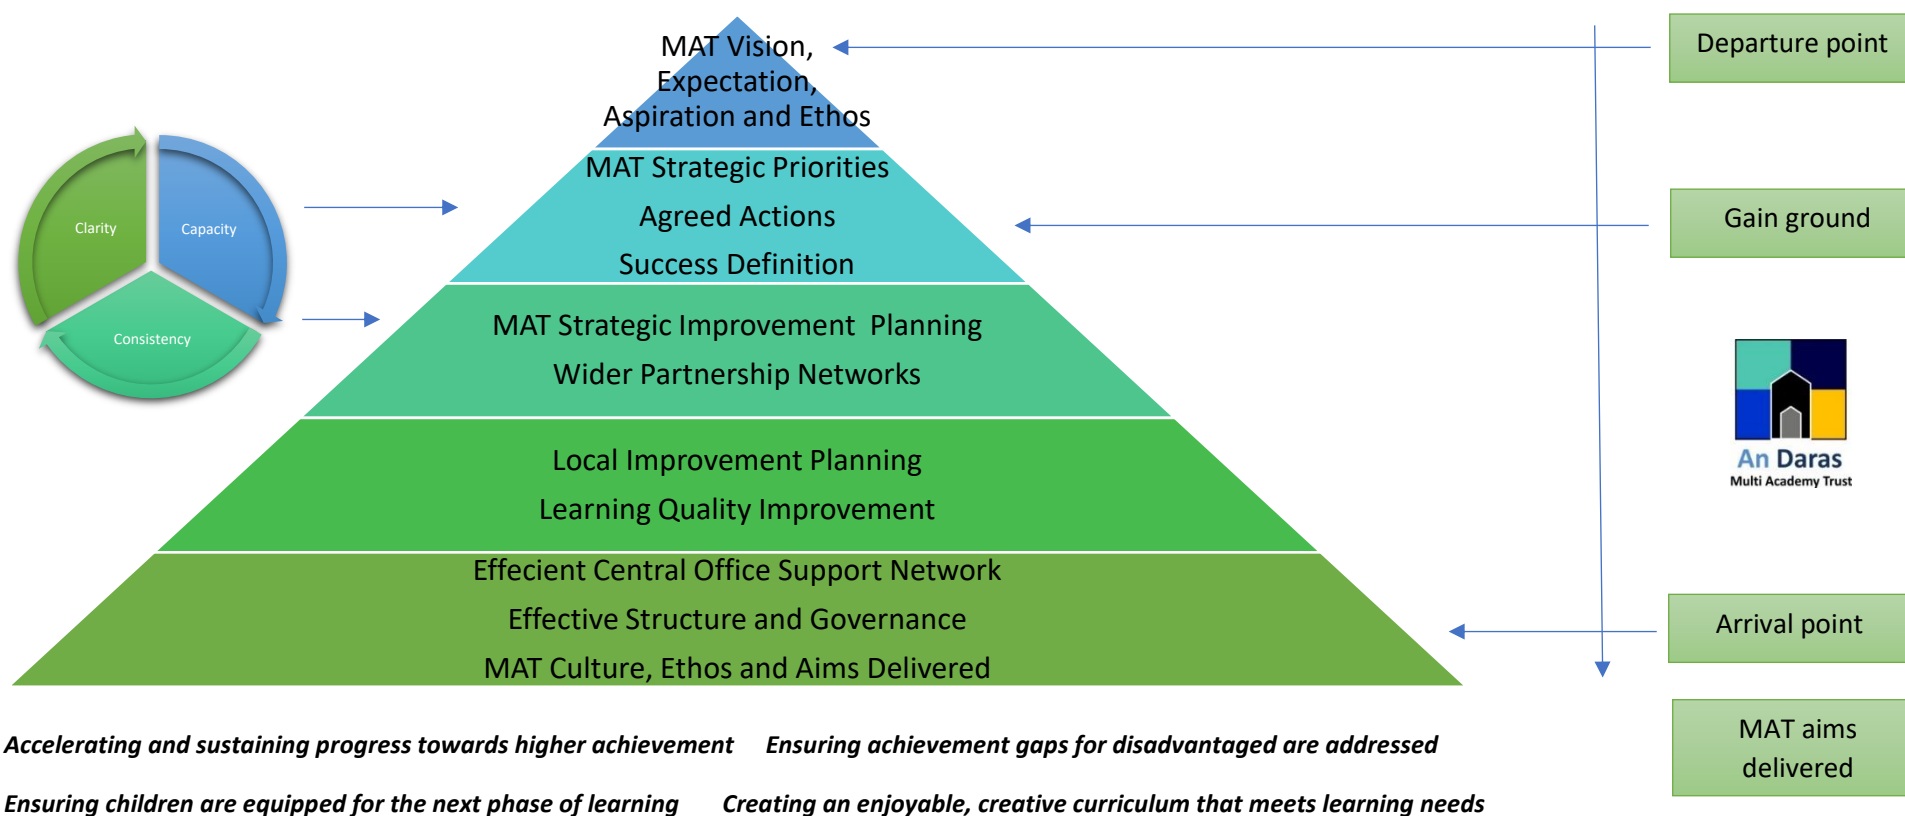 MAT Vision,
Expectation,
Aspiration and Ethos
MAT Strategic Priorities
Agreed Actions
Success Definition
MAT Strategic Improvement Planning
Wider Partnership Networks
Local Improvement Planning
Learning Quality Improvement
Effecient Central Office Support Network
Effective Structure and Governance
MAT Culture, Ethos and Aims Delivered
Clarity
Capacity
Consistency
Departure point
Gain ground
An Daras
Multi Academy Trust
Arrival point
MAT aims
delivered
Accelerating and sustaining progress towards higher achievement Ensuring achievement gaps for disadvantaged are addressed
Ensuring children are equipped for the next phase of learning Creating an enjoyable, creative curriculum that meets learning needs